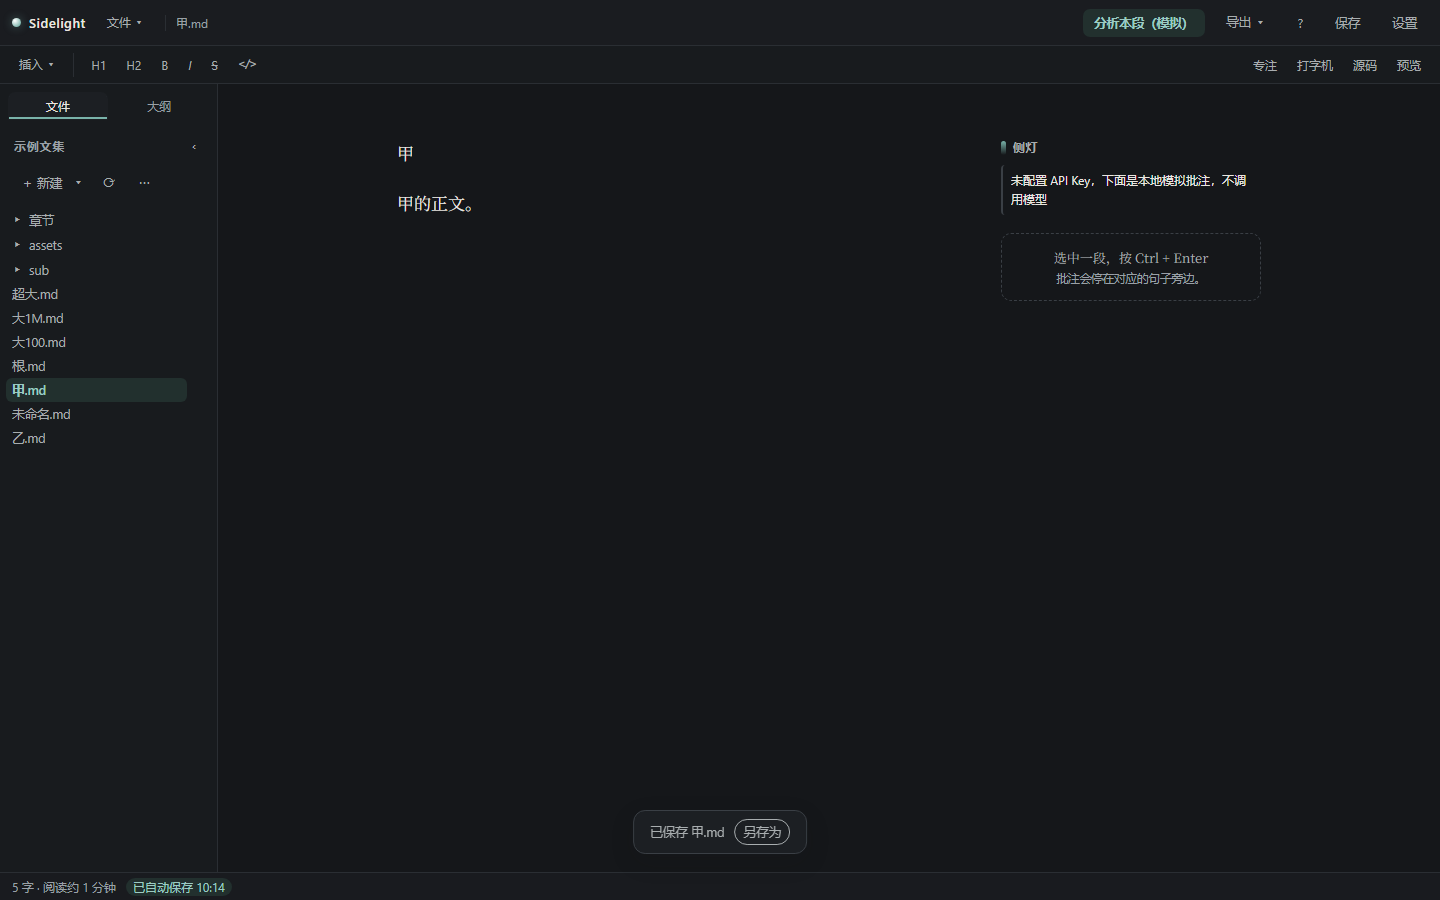 Sidelight 文件 甲.md 分析本段（模拟） 导出 ? 保存 设置
插入 H1 H2 B I S </> 专注 打字机 源码 预览
文件 大纲
示例文集
+ 新建 ···
章节
assets
sub
超大.md
大1M.md
大100.md
根.md
甲.md
未命名.md
乙.md
甲
甲的正文。
侧灯
未配置 API Key，下面是本地模拟批注，不调
用模型
选中一段，按 Ctrl + Enter
批注会停在对应的句子旁边。
已保存 甲.md 另存为
5 字 · 阅读约 1 分钟 已自动保存 10:14